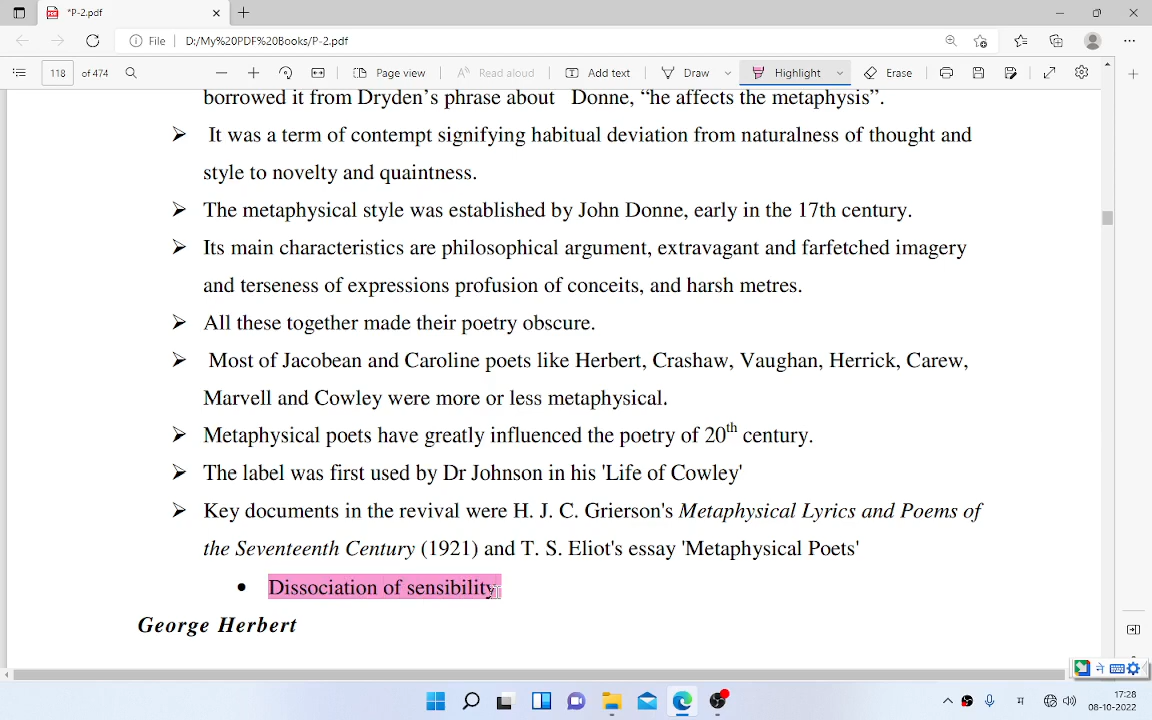 *P-2.pdf
File | D:/My%20PDF%20Books/P-2.pdf
118 of 474 Page view Read aloud Add text Draw Highlight Erase
borrowed it from Dryden’s phrase about Donne, “he affects the metaphysis”.
➢ It was a term of contempt signifying habitual deviation from naturalness of thought and
style to novelty and quaintness.
➢ The metaphysical style was established by John Donne, early in the 17th century.
➢ Its main characteristics are philosophical argument, extravagant and farfetched imagery
and terseness of expressions profusion of conceits, and harsh metres.
➢ All these together made their poetry obscure.
➢ Most of Jacobean and Caroline poets like Herbert, Crashaw, Vaughan, Herrick, Carew,
Marvell and Cowley were more or less metaphysical.
➢ Metaphysical poets have greatly influenced the poetry of 20th century.
➢ The label was first used by Dr Johnson in his 'Life of Cowley'
➢ Key documents in the revival were H. J. C. Grierson's Metaphysical Lyrics and Poems of
the Seventeenth Century (1921) and T. S. Eliot's essay 'Metaphysical Poets'
• Dissociation of sensibility
George Herbert
17:28
08-10-2022